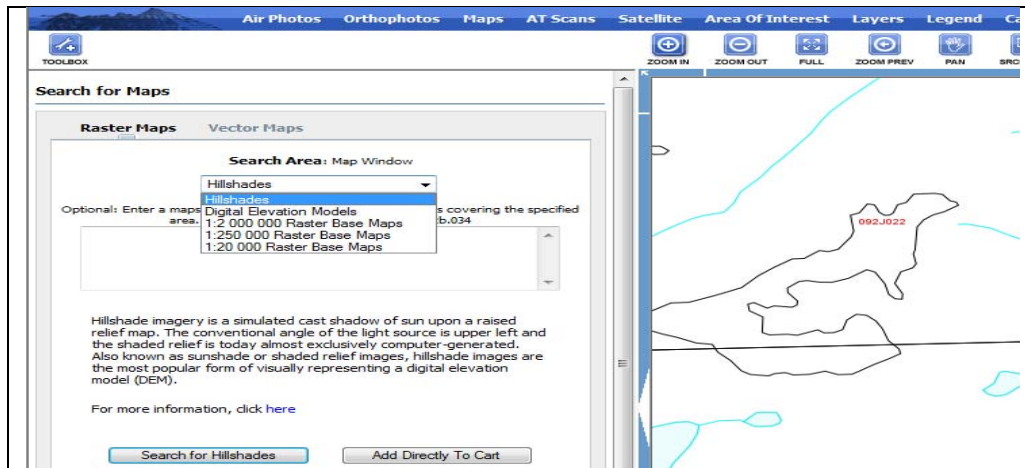 Air Photos Orthophotos Maps AT Scans Satellite Area Of Interest Layers Legend
TOOLBOX
ZOOM IN ZOOM OUT FULL ZOOM PREV PAN
Search for Maps
Raster Maps Vector Maps
Search Area: Map Window
Hillshades
Hillshades
Digital Elevation Models
1:2 000 000 Raster Base Maps
1:250 000 Raster Base Maps
1:20 000 Raster Base Maps
Optional: Enter a maps s covering the specified
area. b.034
Hillshade imagery is a simulated cast shadow of sun upon a raised
relief map. The conventional angle of the light source is upper left and
the shaded relief is today almost exclusively computer-generated.
Also known as sunshade or shaded relief images, hillshade images are
the most popular form of visually representing a digital elevation
model (DEM).
For more information, click here
Search for Hillshades Add Directly To Cart
092J022